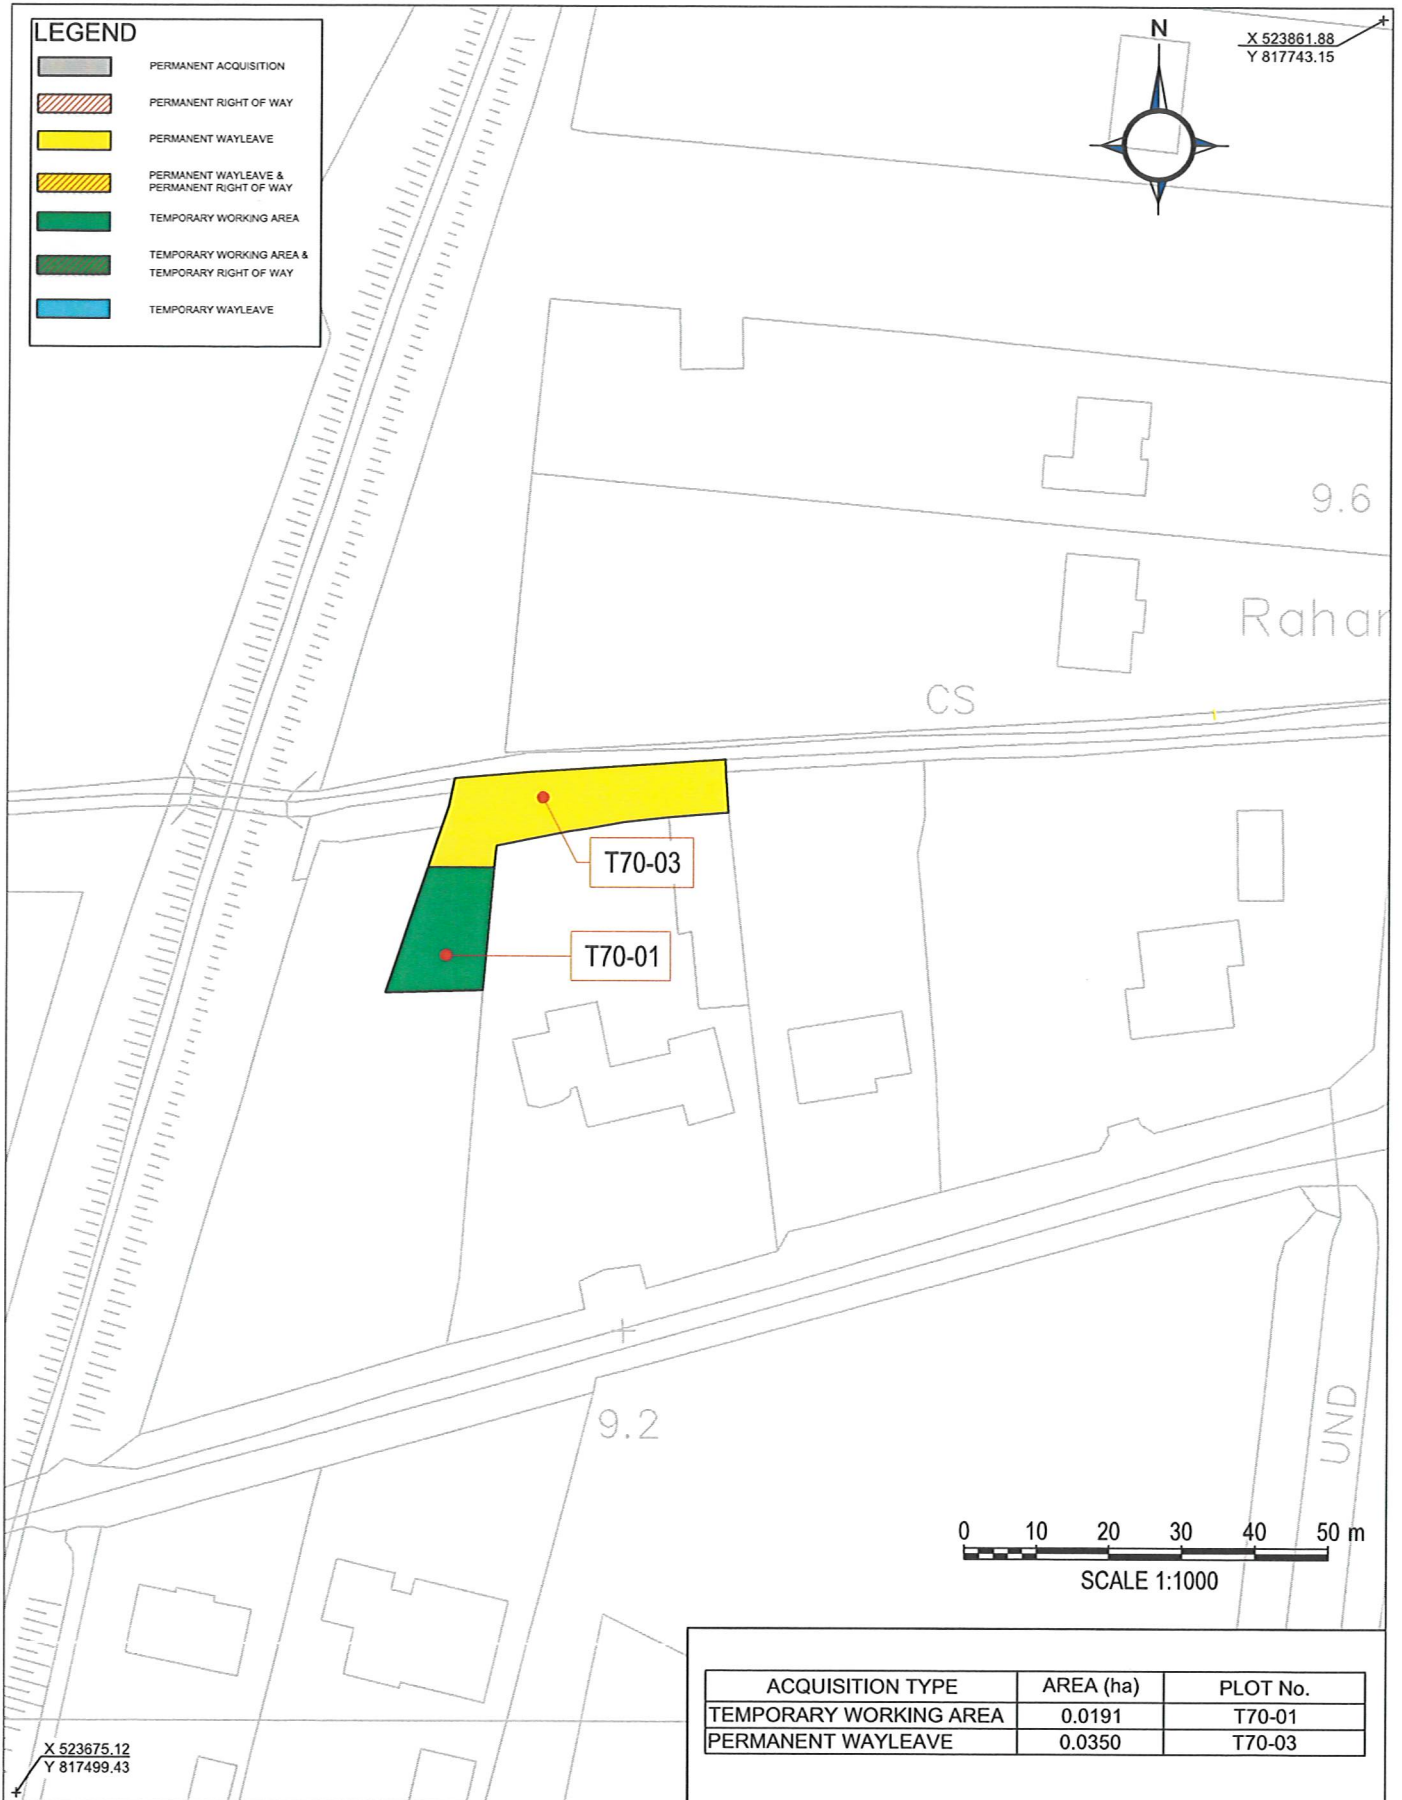 LEGEND
PERMANENT ACQUISITION
PERMANENT RIGHT OF WAY
PERMANENT WAYLEAVE
PERMANENT WAYLEAVE &
PERMANENT RIGHT OF WAY
TEMPORARY WORKING AREA
TEMPORARY WORKING AREA &
TEMPORARY RIGHT OF WAY
TEMPORARY WAYLEAVE
N
X 523861.88
Y 817743.15
9.6
Rahar
CS
T70-03
T70-01
9.2
UND
0 10 20 30 40 50 m
SCALE 1:1000
ACQUISITION TYPE AREA (ha) PLOT No.
TEMPORARY WORKING AREA 0.0191 T70-01
PERMANENT WAYLEAVE 0.0350 T70-03
X 523675.12
Y 817499.43